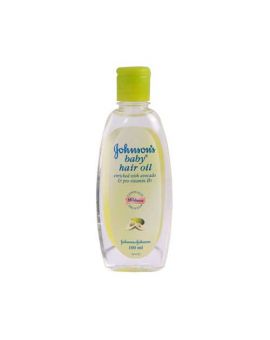 Johnson's
baby®
hair oil
enriched with avocado
& pro-vitamin B5
Johnson & Johnson
100 ml